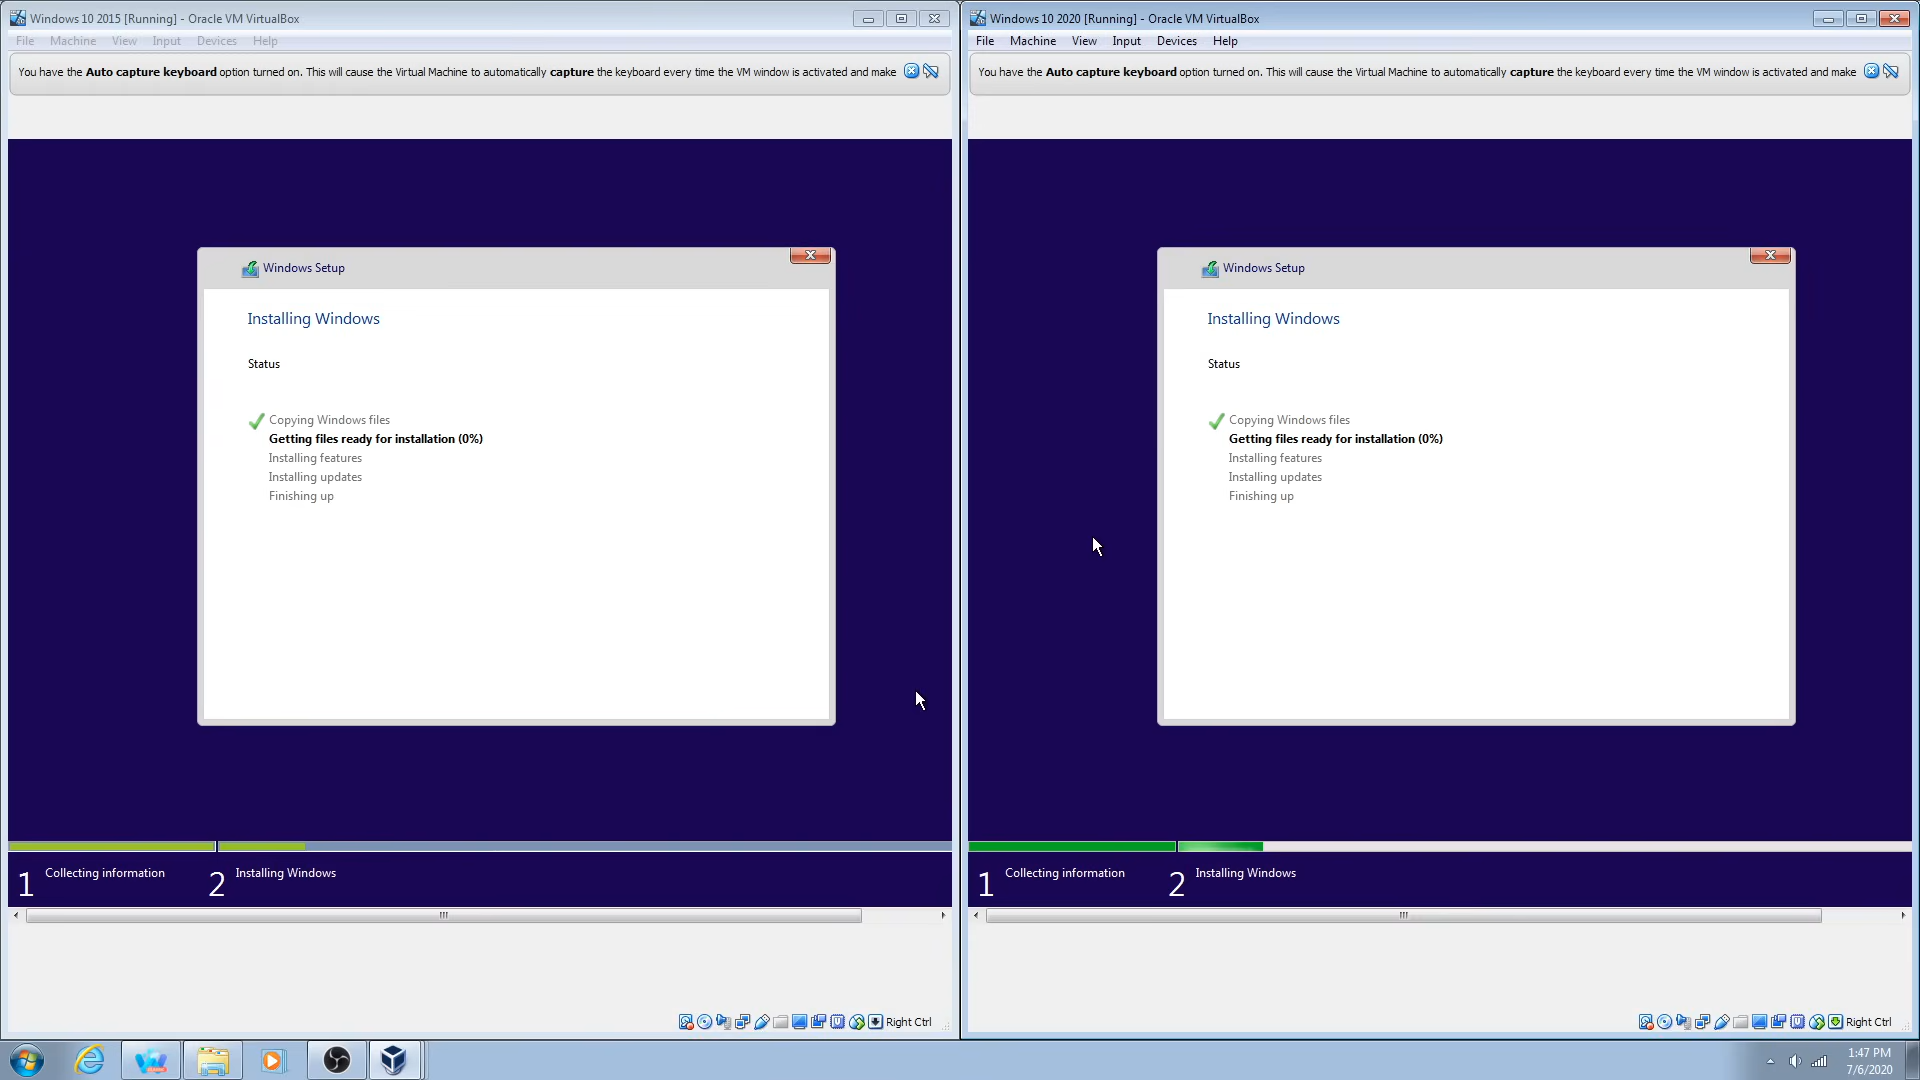 Windows 10 2015 [Running] - Oracle VM VirtualBox
File Machine View Input Devices Help
You have the Auto capture keyboard option turned on. This will cause the Virtual Machine to automatically capture the keyboard every time the VM window is activated and make
Windows Setup
Installing Windows
Status
Copying Windows files
Getting files ready for installation (0%)
Installing features
Installing updates
Finishing up
1 Collecting information 2 Installing Windows
Right Ctrl
Windows 10 2020 [Running] - Oracle VM VirtualBox
File Machine View Input Devices Help
You have the Auto capture keyboard option turned on. This will cause the Virtual Machine to automatically capture the keyboard every time the VM window is activated and make
Windows Setup
Installing Windows
Status
Copying Windows files
Getting files ready for installation (0%)
Installing features
Installing updates
Finishing up
1 Collecting information 2 Installing Windows
Right Ctrl
1:47 PM
7/6/2020